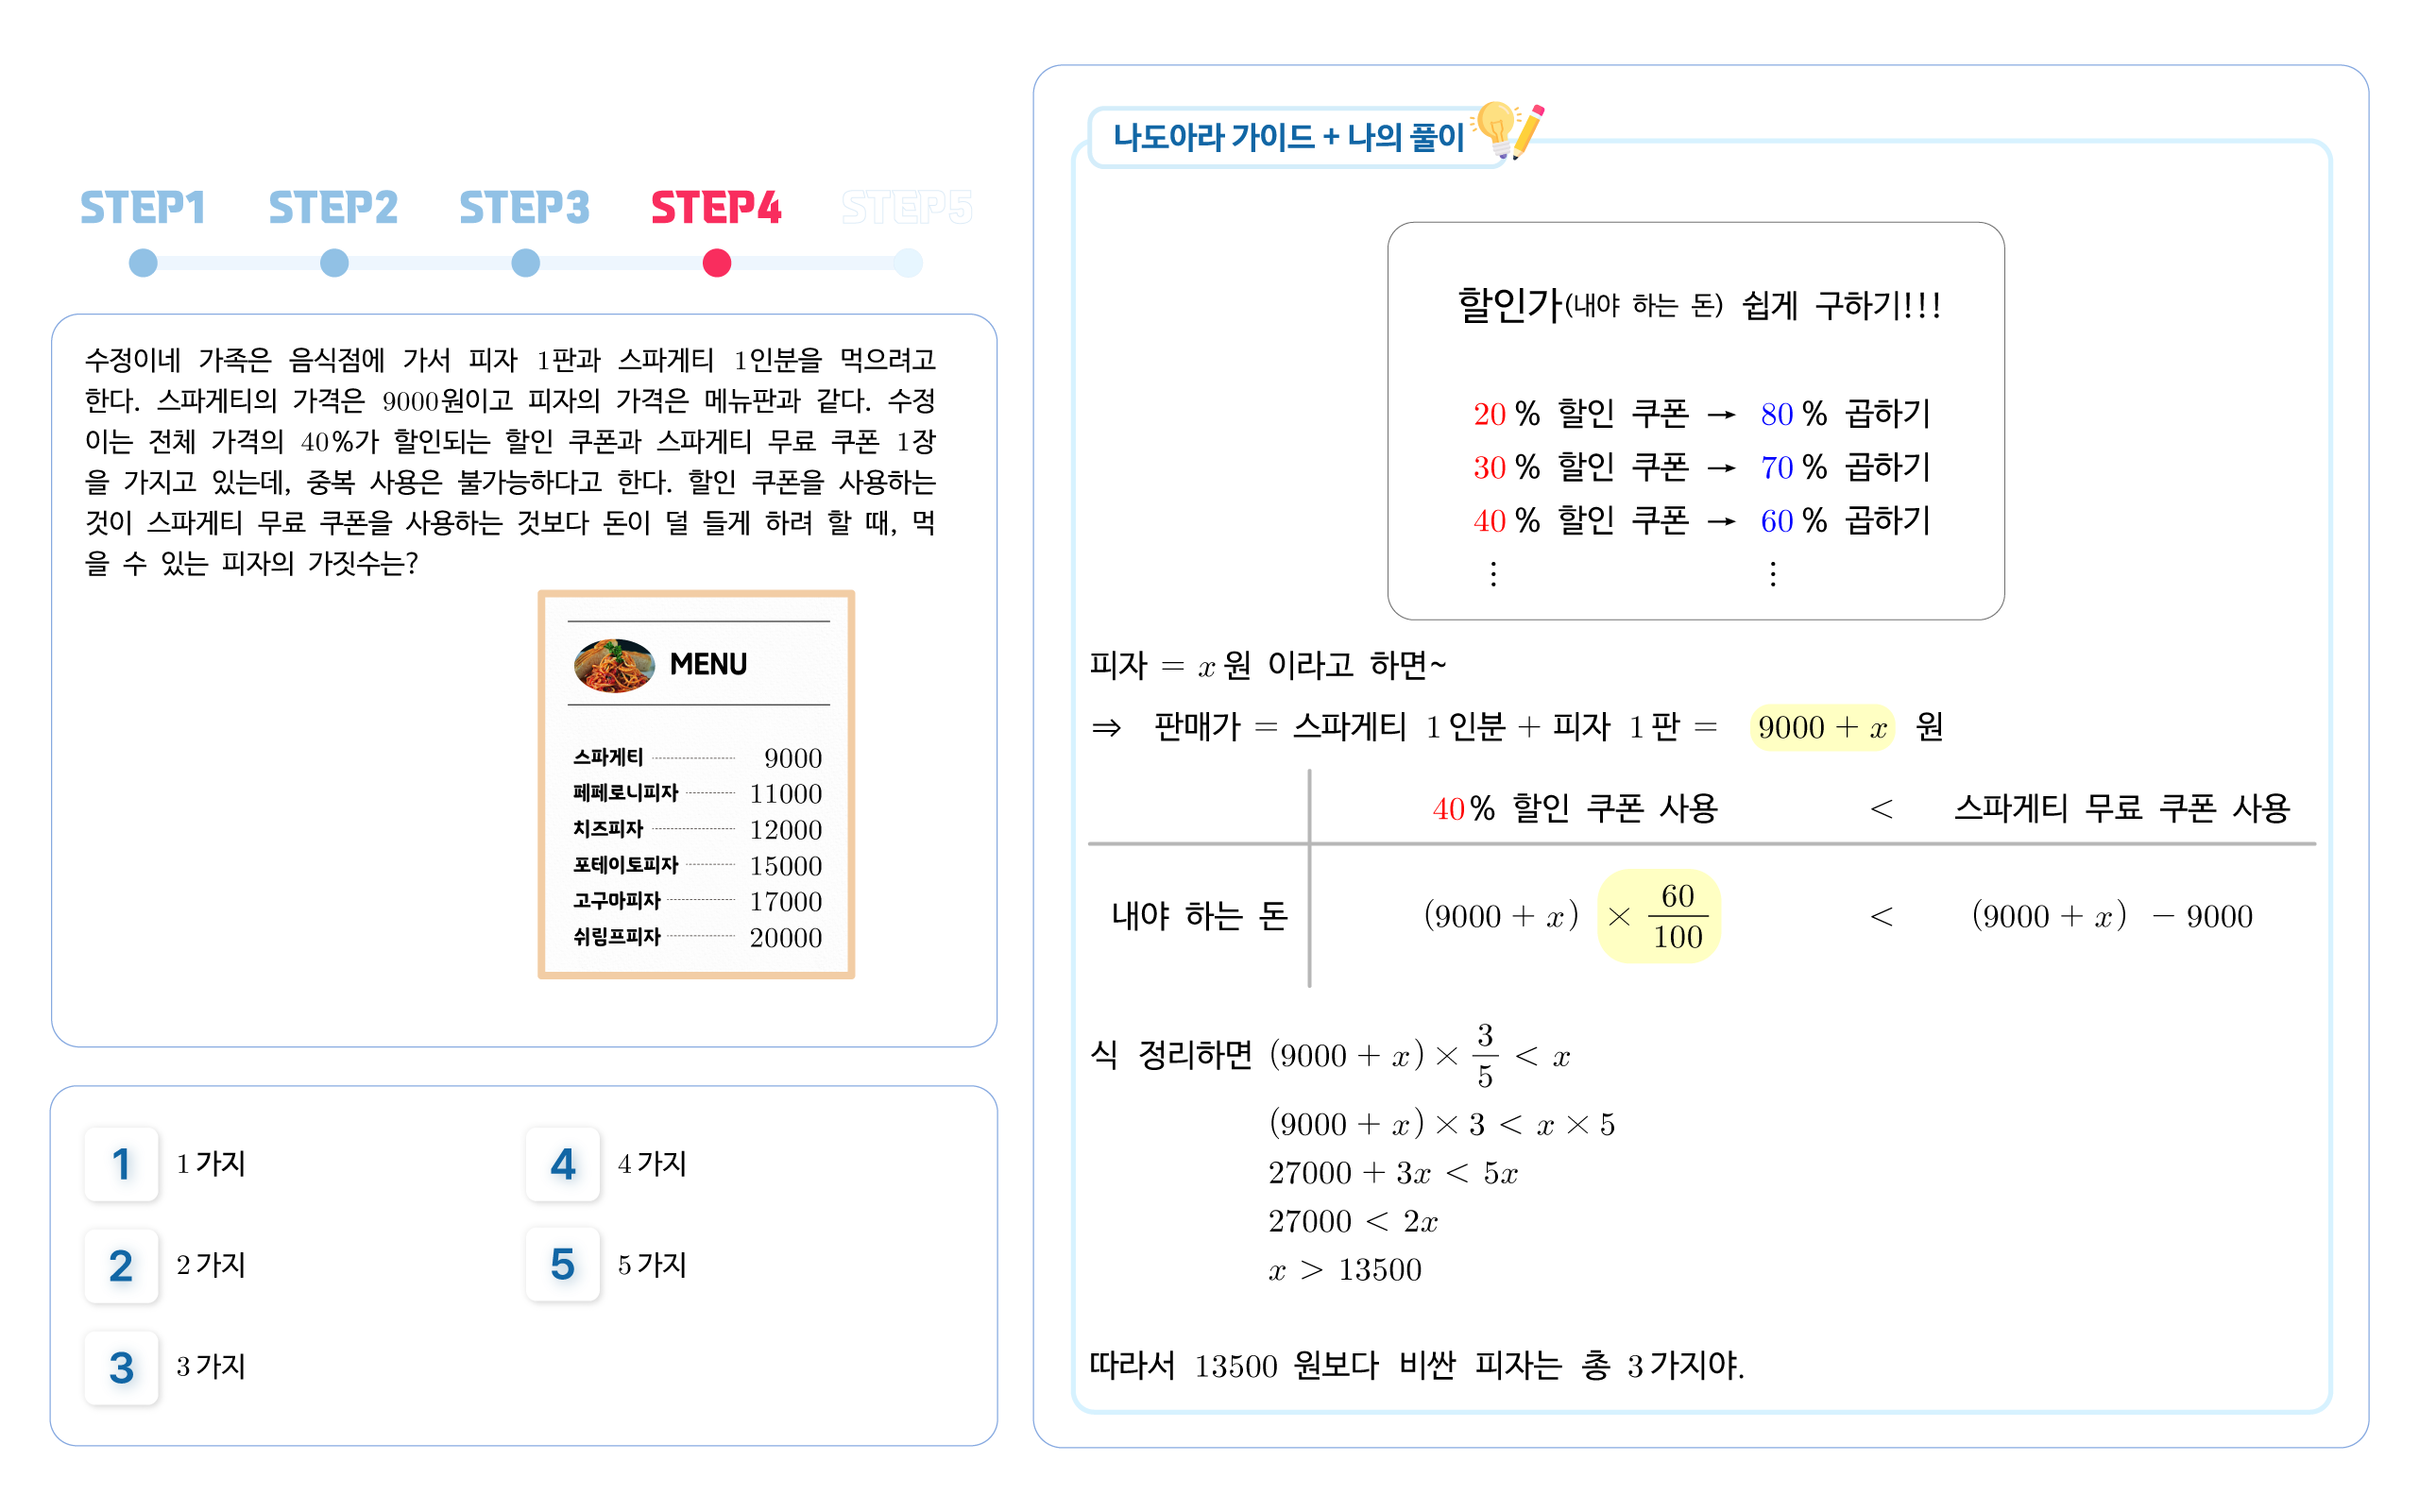 STEP1 STEP2 STEP3 STEP4 STEP5
수정이네 가족은 음식점에 가서 피자 1판과 스파게티 1인분을 먹으려고
한다. 스파게티의 가격은 9000원이고 피자의 가격은 메뉴판과 같다. 수정
이는 전체 가격의 40%가 할인되는 할인 쿠폰과 스파게티 무료 쿠폰 1장
을 가지고 있는데, 중복 사용은 불가능하다고 한다. 할인 쿠폰을 사용하는
것이 스파게티 무료 쿠폰을 사용하는 것보다 돈이 덜 들게 하려 할 때, 먹
을 수 있는 피자의 가짓수는?
MENU
스파게티 9000
페페로니피자 11000
치즈피자 12000
포테이토피자 15000
고구마피자 17000
쉬림프피자 20000
1 1가지
2 2가지
3 3가지
4 4가지
5 5가지
나도아라 가이드 + 나의 풀이
할인가(내야 하는 돈) 쉽게 구하기!!!
20% 할인 쿠폰 → 80% 곱하기
30% 할인 쿠폰 → 70% 곱하기
40% 할인 쿠폰 → 60% 곱하기
⋮ ⋮
피자 = x원 이라고 하면~
⇒ 판매가 = 스파게티 1인분 + 피자 1판 = 9000 + x 원
40% 할인 쿠폰 사용 < 스파게티 무료 쿠폰 사용
내야 하는 돈 (9000 + x) × 60/100 < (9000 + x) − 9000
식 정리하면 (9000 + x) × 3/5 < x
(9000 + x) × 3 < x × 5
27000 + 3x < 5x
27000 < 2x
x > 13500
따라서 13500 원보다 비싼 피자는 총 3가지야.